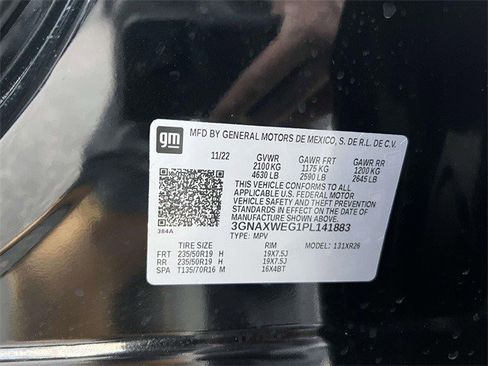 gm
MFD BY GENERAL MOTORS DE MEXICO, S. DE R.L. DE C.V.
11/22 GVWR GAWR FRT GAWR RR
2100 KG 1175 KG 1200 KG
4630 LB 2590 LB 2645 LB
THIS VEHICLE CONFORMS TO ALL
APPLICABLE U.S. FEDERAL MOTOR
VEHICLE SAFETY AND THEFT PREVENTION
STANDARDS IN EFFECT ON THE DATE OF
MANUFACTURE SHOWN ABOVE.
3GNAXWEG1PL141883
384A TYPE: MPV MODEL: 131XR26
TIRE SIZE RIM
FRT 235/50R19 H 19X7.5J
RR 235/50R19 H 19X7.5J
SPA T135/70R16 M 16X4BT